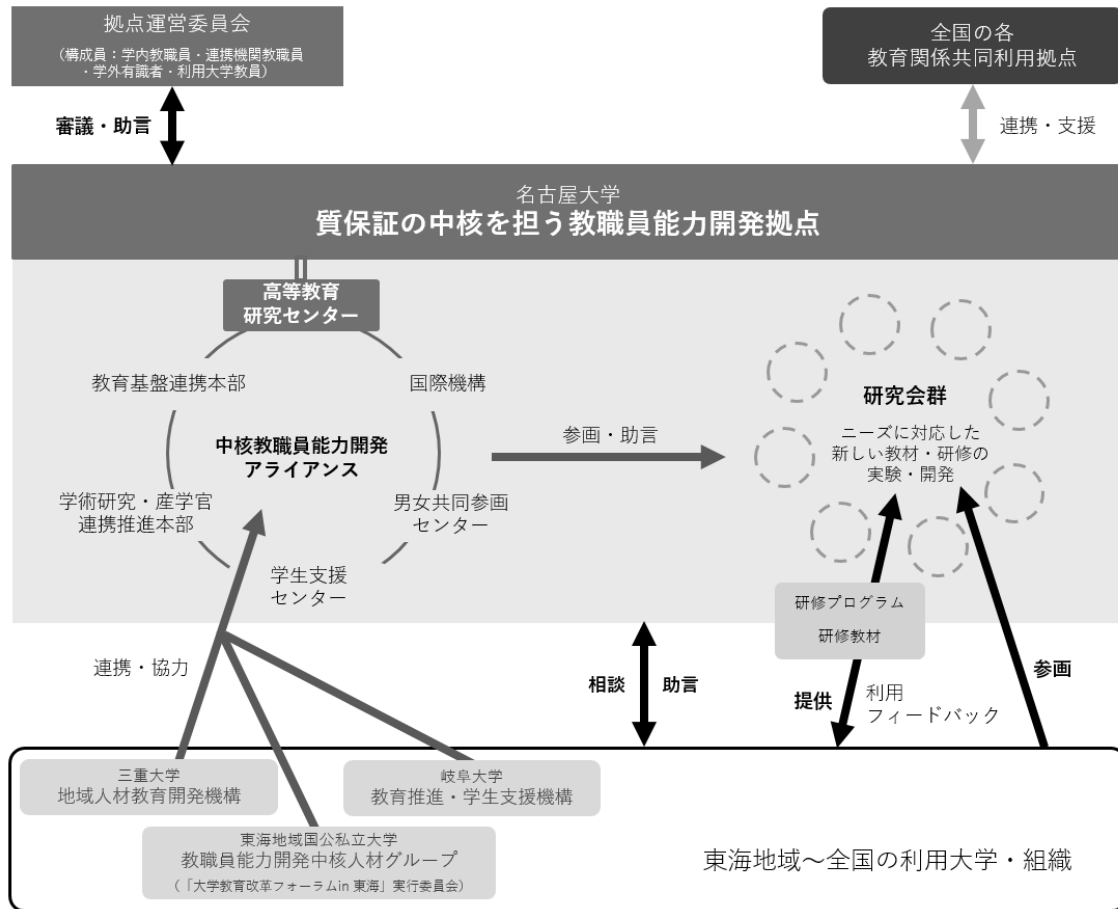 拠点運営委員会
（構成員：学内教職員・連携機関教職員
・学外有識者・利用大学教員）
全国の各
教育関係共同利用拠点
審議・助言
連携・支援
名古屋大学
質保証の中核を担う教職員能力開発拠点
高等教育
研究センター
教育基盤連携本部
国際機構
中核教職員能力開発
アライアンス
学術研究・産学官
連携推進本部
男女共同参画
センター
学生支援
センター
参画・助言
研究会群
ニーズに対応した
新しい教材・研修の
実験・開発
研修プログラム
研修教材
連携・協力
相談
助言
提供
利用
フィードバック
参画
三重大学
地域人材教育開発機構
岐阜大学
教育推進・学生支援機構
東海地域国公私立大学
教職員能力開発中核人材グループ
（「大学教育改革フォーラムin 東海」実行委員会）
東海地域～全国の利用大学・組織